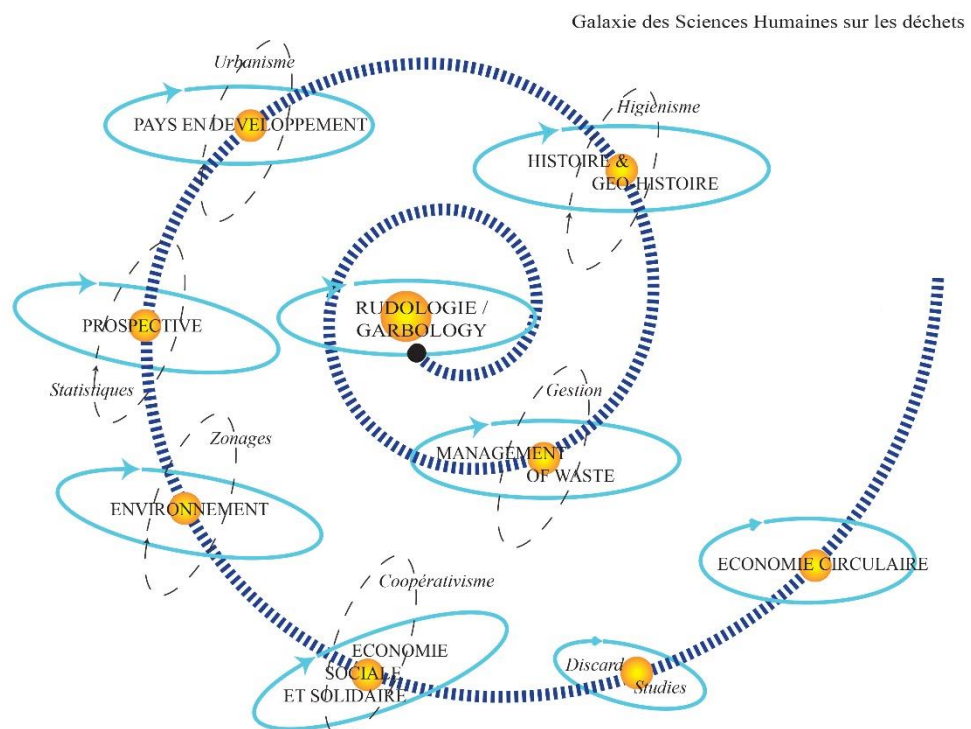 Galaxie des Sciences Humaines sur les déchets
Urbanisme
PAYS EN DEVELOPPEMENT
Higiénisme
HISTOIRE &
GEO-HISTOIRE
RUDOLOGIE /
GARBOLOGY
PROSPECTIVE
Statistiques
Gestion
MANAGEMENT
OF WASTE
Zonages
ENVIRONNEMENT
Coopérativisme
ECONOMIE
SOCIALE
ET SOLIDAIRE
Discard
Studies
ECONOMIE CIRCULAIRE